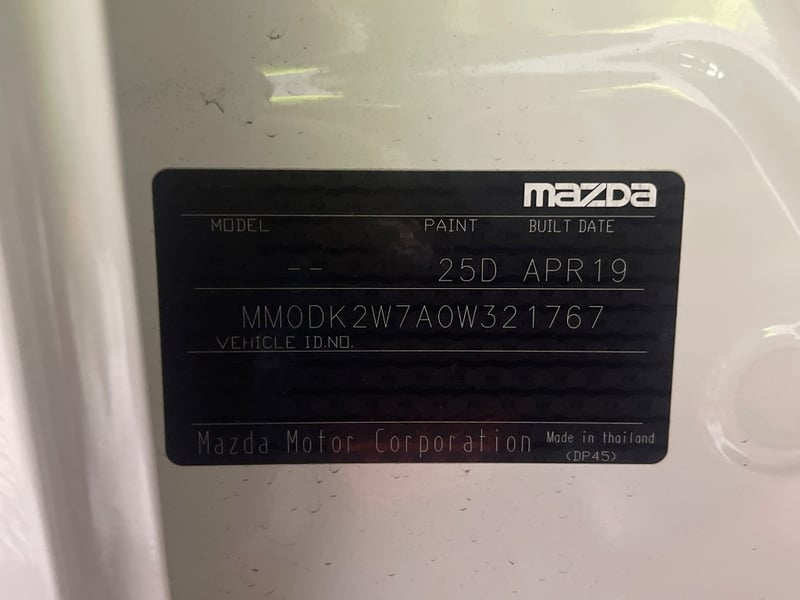 mazda
MODEL PAINT BUILT DATE
-- 25D APR19
MM0DK2W7A0W321767
VEHICLE ID.NO.
Mazda Motor Corporation Made in thailand
(DP45)